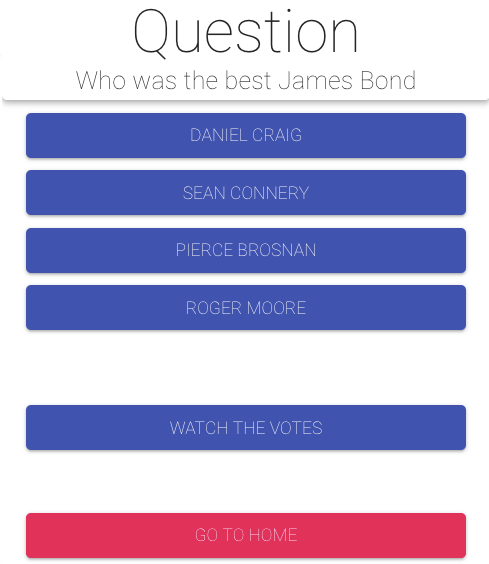 Question
Who was the best James Bond
DANIEL CRAIG
SEAN CONNERY
PIERCE BROSNAN
ROGER MOORE
WATCH THE VOTES
GO TO HOME